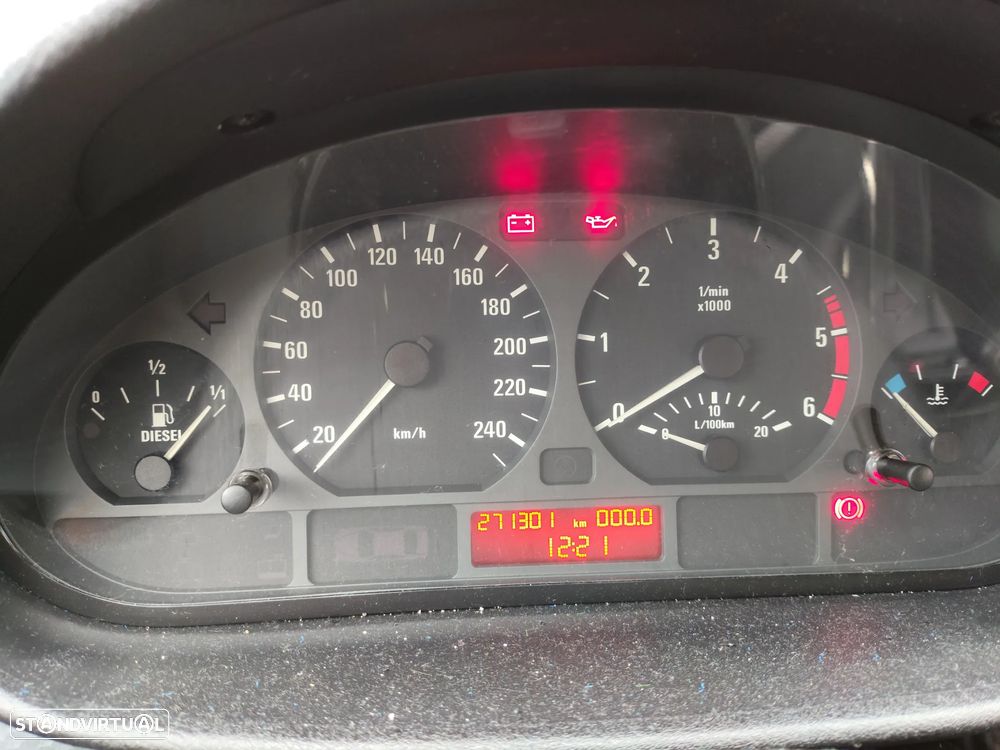 0 1/2 1/1
DIESEL
20 40 60 80 100 120 140 160 180 200 220 240
km/h
0 1 2 3 4 5 6
1/min
x1000
0 10 20
L/100km
271301 km 000.0
12:21
STANDVIRTUAL